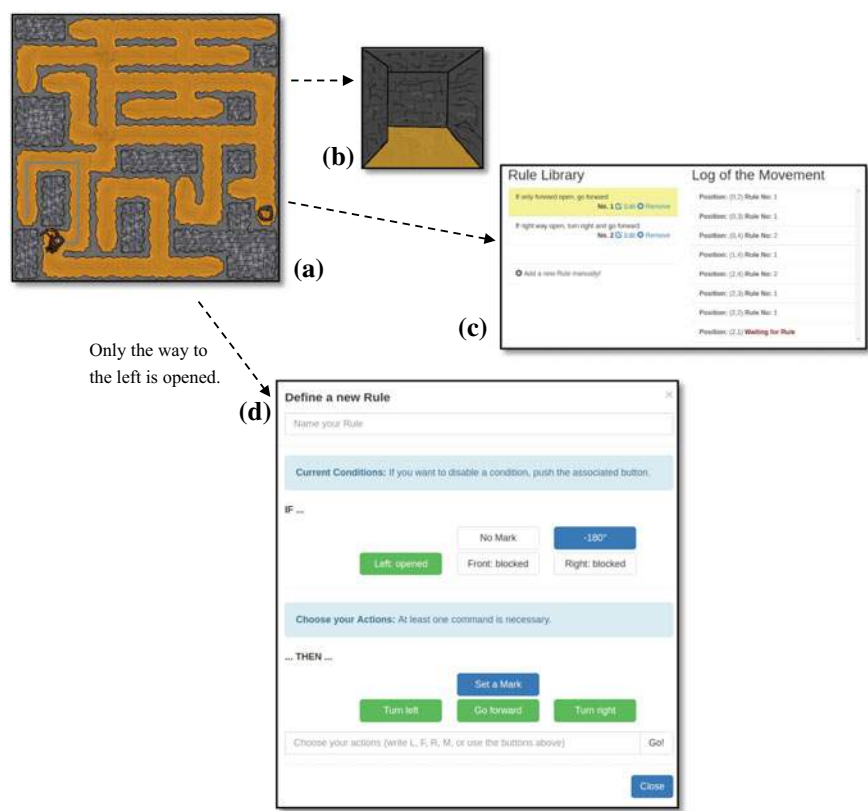 (a)
(b)
Rule Library
If only forward open, go forward
No. 1 Edit Remove
If right way open, turn right and go forward
No. 2 Edit Remove
Add a new Rule manually!
Log of the Movement
Position: (0,2) Rule No: 1
Position: (0,3) Rule No: 1
Position: (0,4) Rule No: 2
Position: (1,4) Rule No: 1
Position: (2,4) Rule No: 2
Position: (2,3) Rule No: 1
Position: (2,2) Rule No: 1
Position: (2,1) Waiting for Rule
(c)
Only the way to
the left is opened.
(d)
Define a new Rule ×
Name your Rule
Current Conditions: If you want to disable a condition, push the associated button.
IF ...
No Mark -180°
Left: opened Front: blocked Right: blocked
Choose your Actions: At least one command is necessary.
... THEN ...
Set a Mark
Turn left Go forward Turn right
Choose your actions (write L, F, R, M, or use the buttons above) Go!
Close